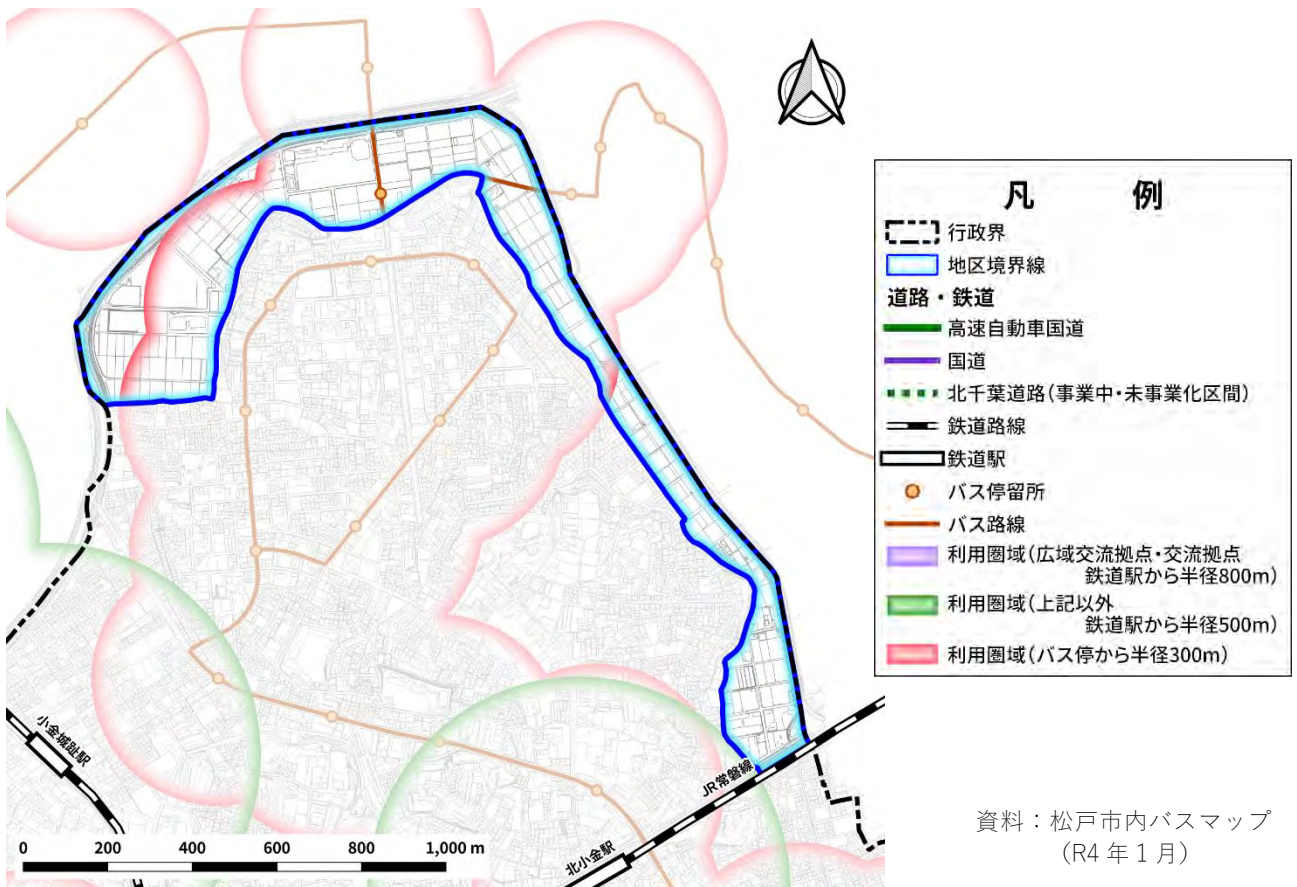 凡 例
行政界
地区境界線
道路・鉄道
高速自動車国道
国道
北千葉道路(事業中・未事業化区間)
鉄道路線
鉄道駅
バス停留所
バス路線
利用圏域(広域交流拠点・交流拠点
鉄道駅から半径800m)
利用圏域(上記以外
鉄道駅から半径500m)
利用圏域(バス停から半径300m)
小金城趾駅
JR常磐線
北小金駅
0 200 400 600 800 1,000 m
資料：松戸市内バスマップ
(R4 年 1 月)